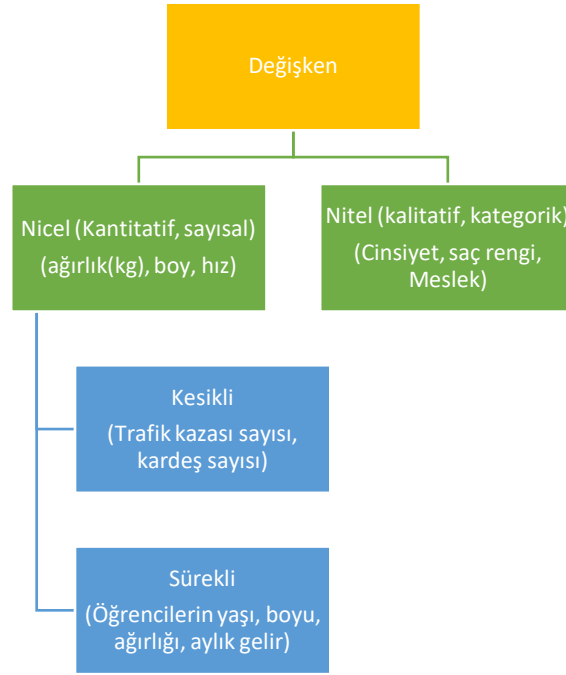 Değişken
Nicel (Kantitatif, sayısal)
(ağırlık(kg), boy, hız)
Nitel (kalitatif, kategorik)
(Cinsiyet, saç rengi,
Meslek)
Kesikli
(Trafik kazası sayısı,
kardeş sayısı)
Sürekli
(Öğrencilerin yaşı, boyu,
ağırlığı, aylık gelir)